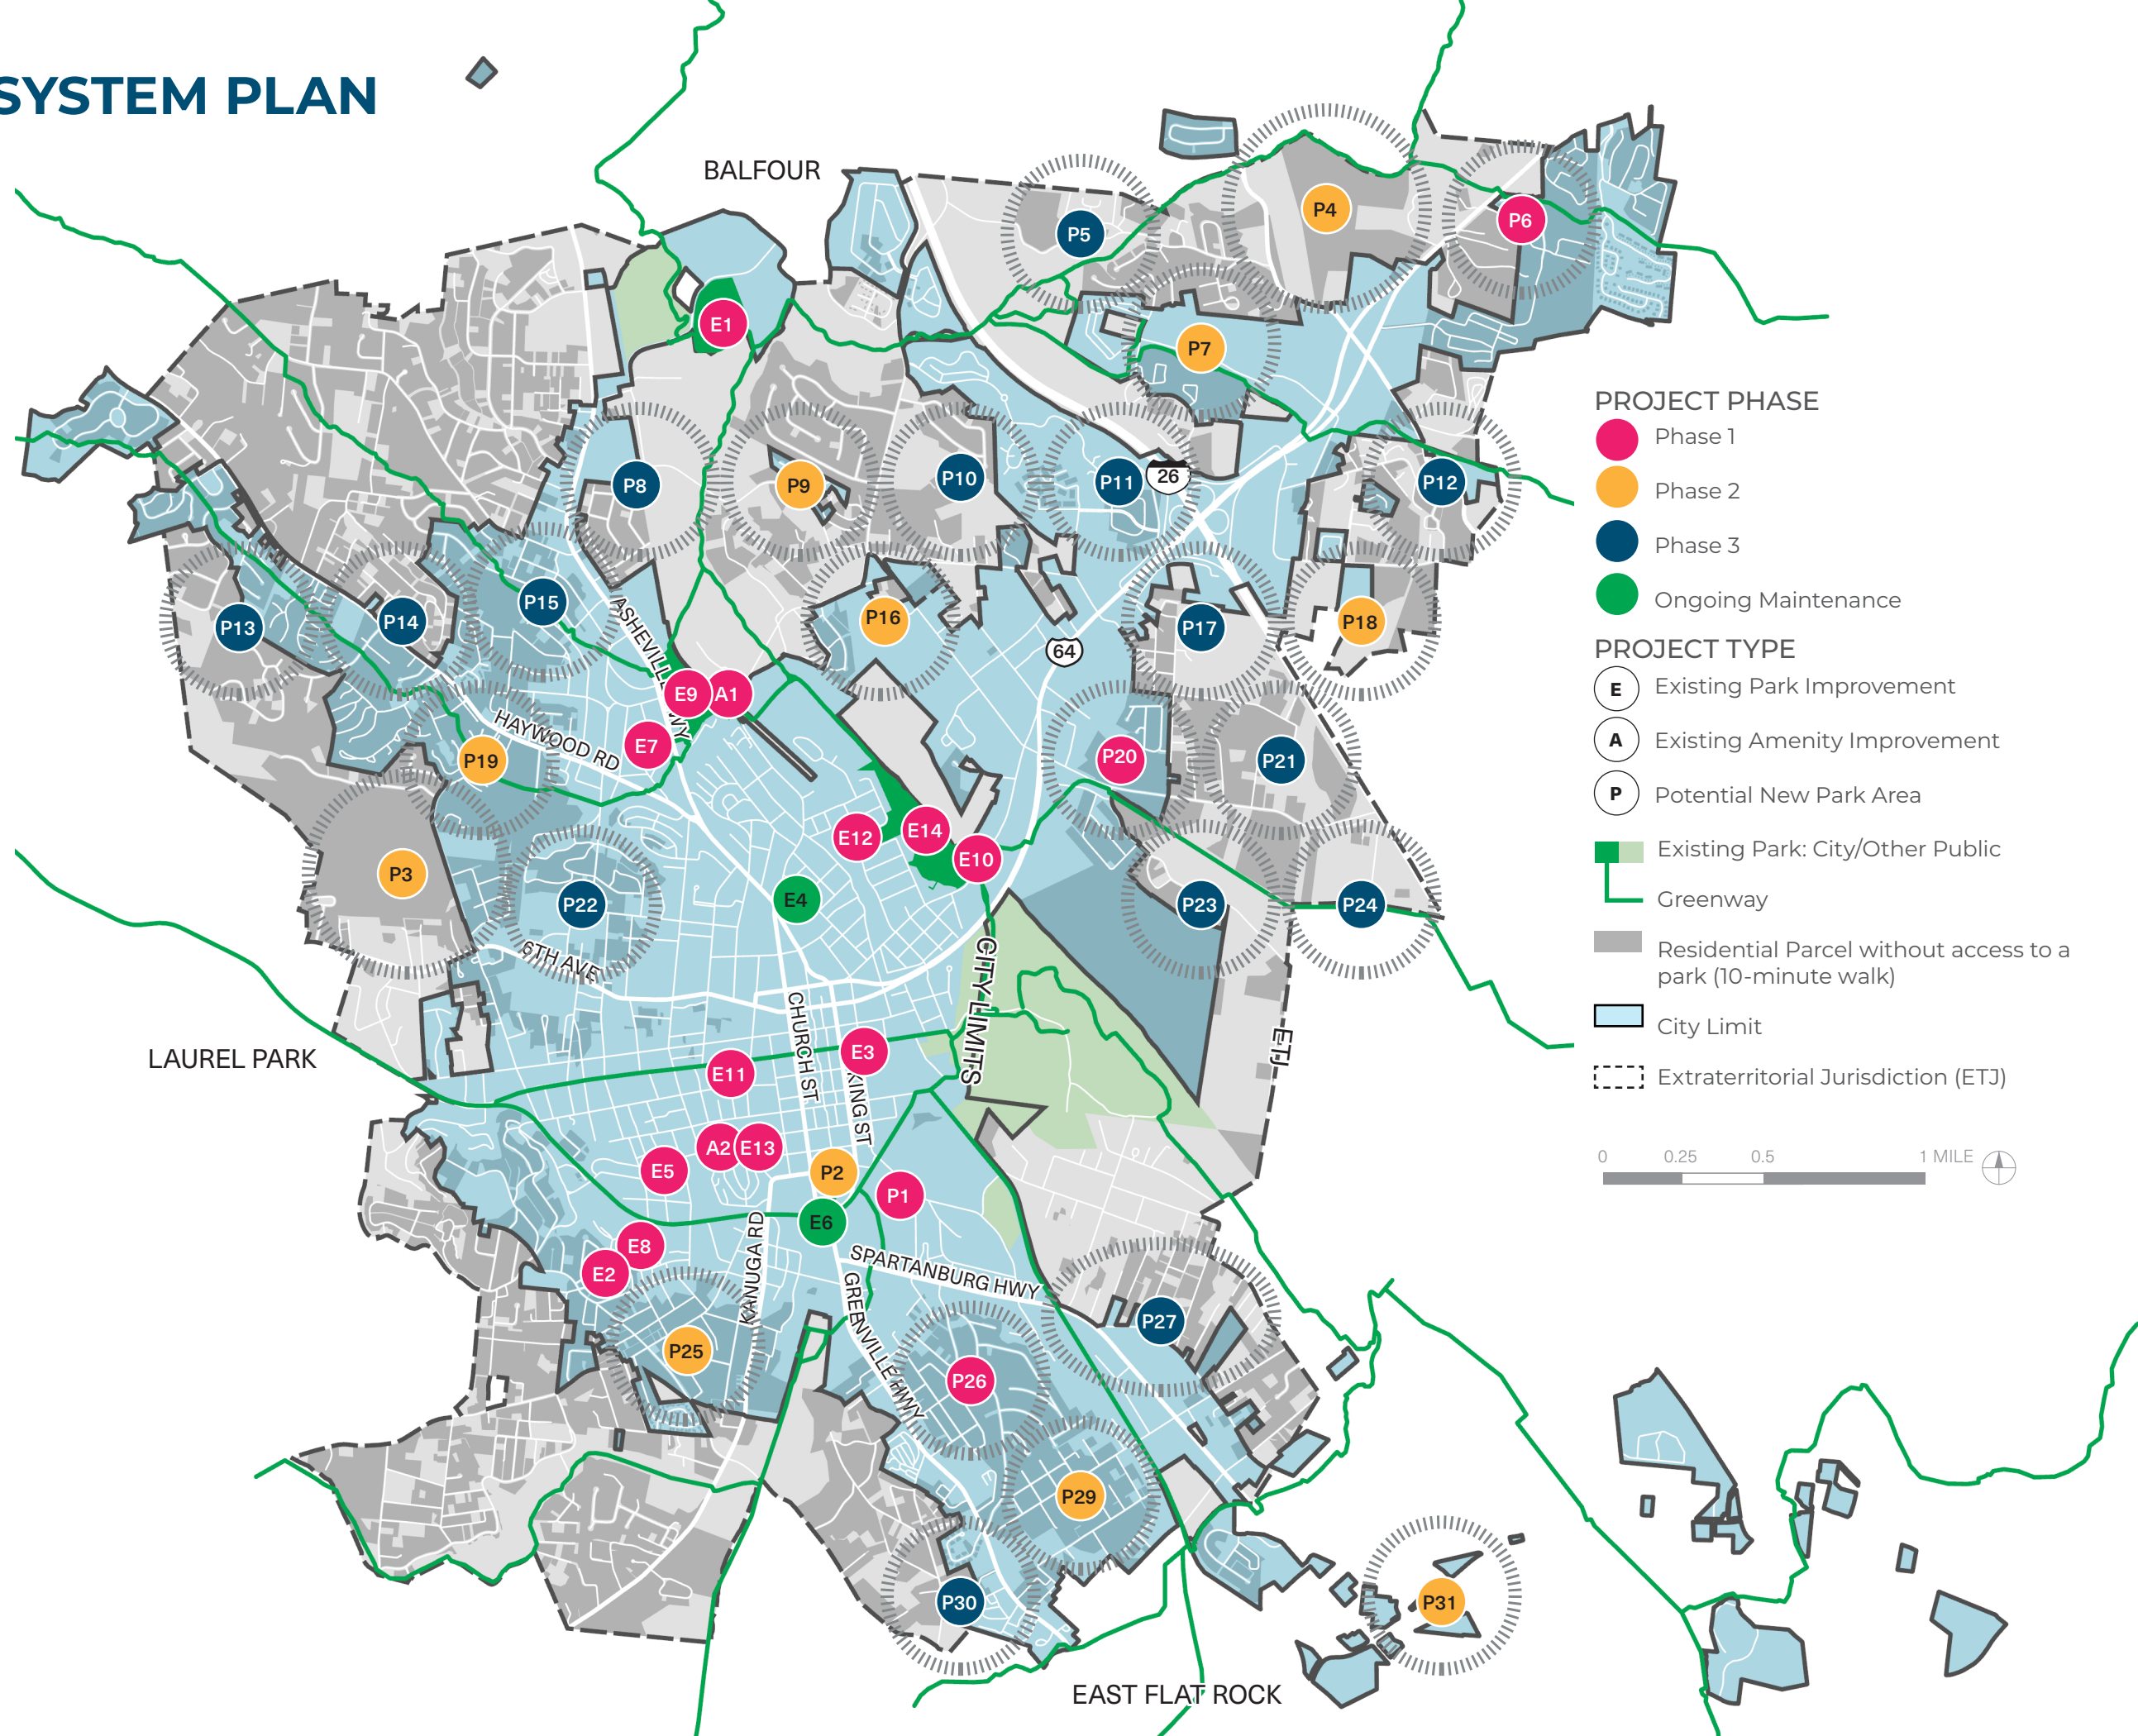 SYSTEM PLAN
BALFOUR
P4
P6
P5
E1
P7
P8
P9
P10
P11
26
P12
P13
P14
P15
ASHEVILLE
P16
64
P17
P18
E9
A1
HAYWOOD RD
E7
P19
P20
P21
E12
E14
E10
P3
P22
E4
P23
P24
6TH AVE
CITY LIMITS
CHURCH ST
ETJ
LAUREL PARK
E11
E3
KING ST
A2
E13
E5
P2
P1
E6
E8
E2
KANUGA RD
SPARTANBURG HWY
GREENVILLE HWY
P25
P26
P27
P29
P30
P31
EAST FLAT ROCK
PROJECT PHASE
Phase 1
Phase 2
Phase 3
Ongoing Maintenance
PROJECT TYPE
E Existing Park Improvement
A Existing Amenity Improvement
P Potential New Park Area
Existing Park: City/Other Public
Greenway
Residential Parcel without access to a
park (10-minute walk)
City Limit
Extraterritorial Jurisdiction (ETJ)
0 0.25 0.5 1 MILE